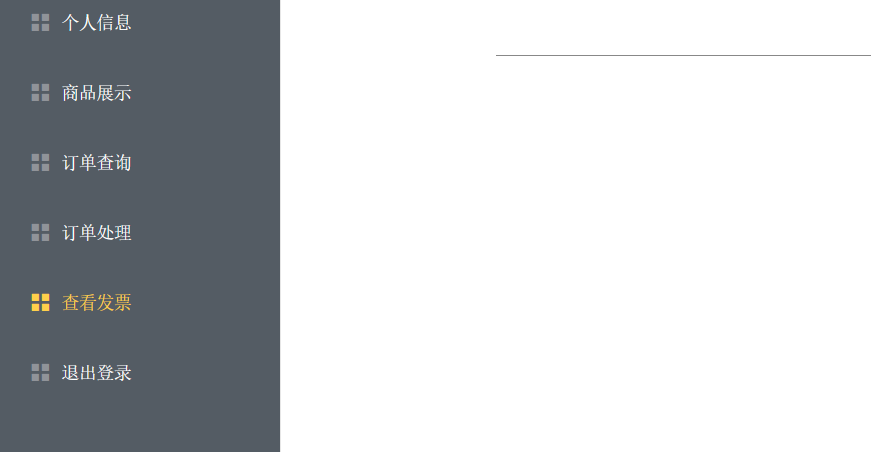 个人信息
商品展示
订单查询
订单处理
查看发票
退出登录